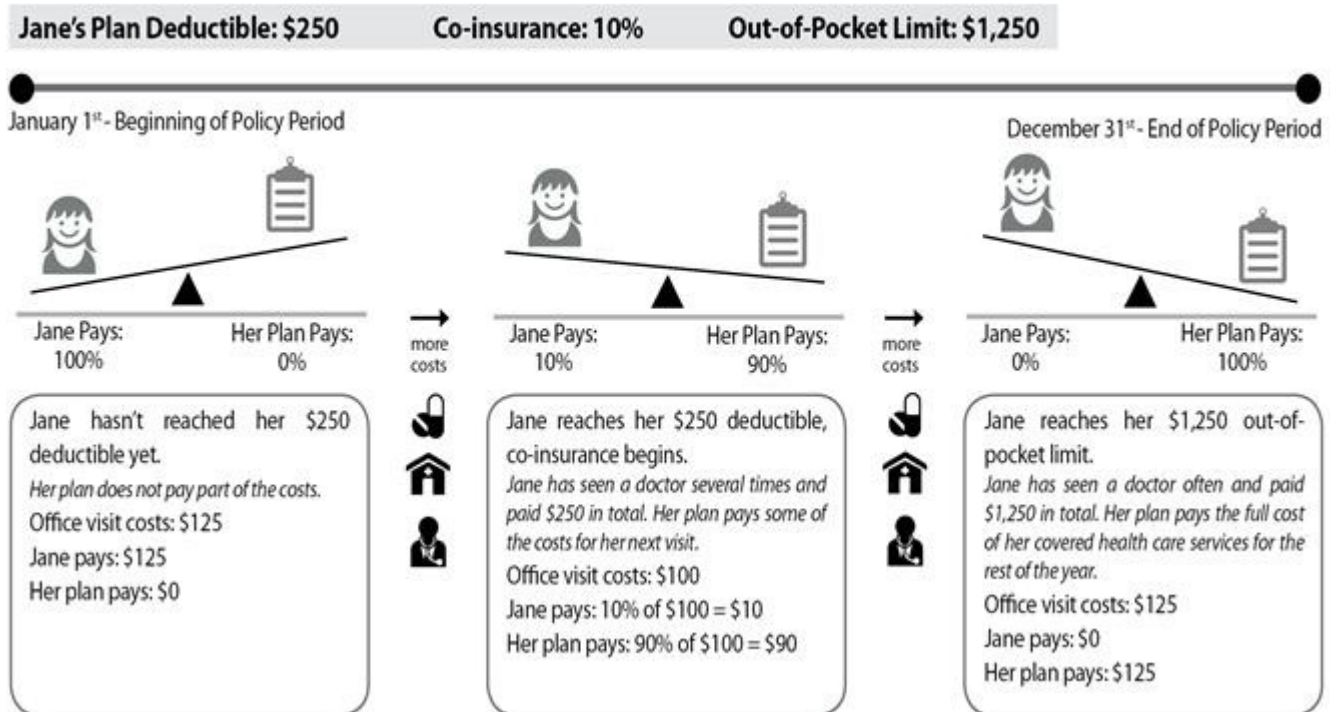 Jane's Plan Deductible: $250 Co-insurance: 10% Out-of-Pocket Limit: $1,250
January 1st - Beginning of Policy Period
December 31st - End of Policy Period
Jane Pays:
100%
Her Plan Pays:
0%
more
costs
Jane Pays:
10%
Her Plan Pays:
90%
more
costs
Jane Pays:
0%
Her Plan Pays:
100%
Jane hasn't reached her $250
deductible yet.
Her plan does not pay part of the costs.
Office visit costs: $125
Jane pays: $125
Her plan pays: $0
Jane reaches her $250 deductible,
co-insurance begins.
Jane has seen a doctor several times and
paid $250 in total. Her plan pays some of
the costs for her next visit.
Office visit costs: $100
Jane pays: 10% of $100 = $10
Her plan pays: 90% of $100 = $90
Jane reaches her $1,250 out-of-
pocket limit.
Jane has seen a doctor often and paid
$1,250 in total. Her plan pays the full cost
of her covered health care services for the
rest of the year.
Office visit costs: $125
Jane pays: $0
Her plan pays: $125